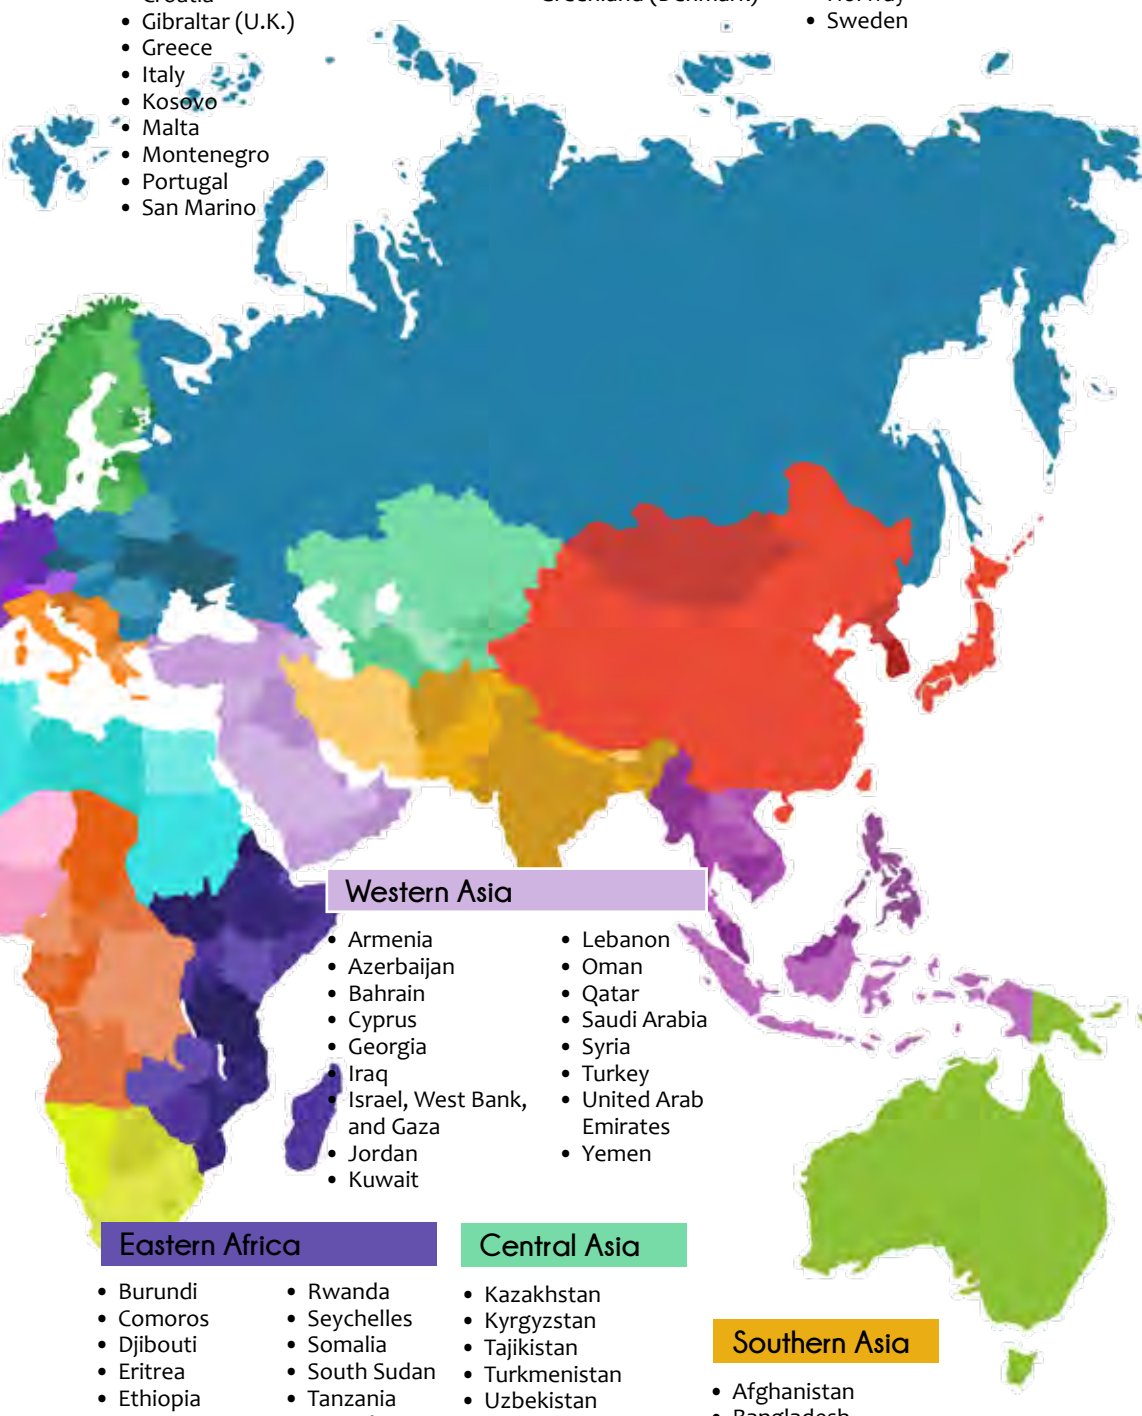 • Gibraltar (U.K.)
• Greece
• Italy
• Kosovo
• Malta
• Montenegro
• Portugal
• San Marino
• Sweden
Western Asia
• Armenia
• Azerbaijan
• Bahrain
• Cyprus
• Georgia
• Iraq
• Israel, West Bank,
and Gaza
• Jordan
• Kuwait
• Lebanon
• Oman
• Qatar
• Saudi Arabia
• Syria
• Turkey
• United Arab
Emirates
• Yemen
Eastern Africa
• Burundi
• Comoros
• Djibouti
• Eritrea
• Ethiopia
• Rwanda
• Seychelles
• Somalia
• South Sudan
• Tanzania
Central Asia
• Kazakhstan
• Kyrgyzstan
• Tajikistan
• Turkmenistan
• Uzbekistan
Southern Asia
• Afghanistan